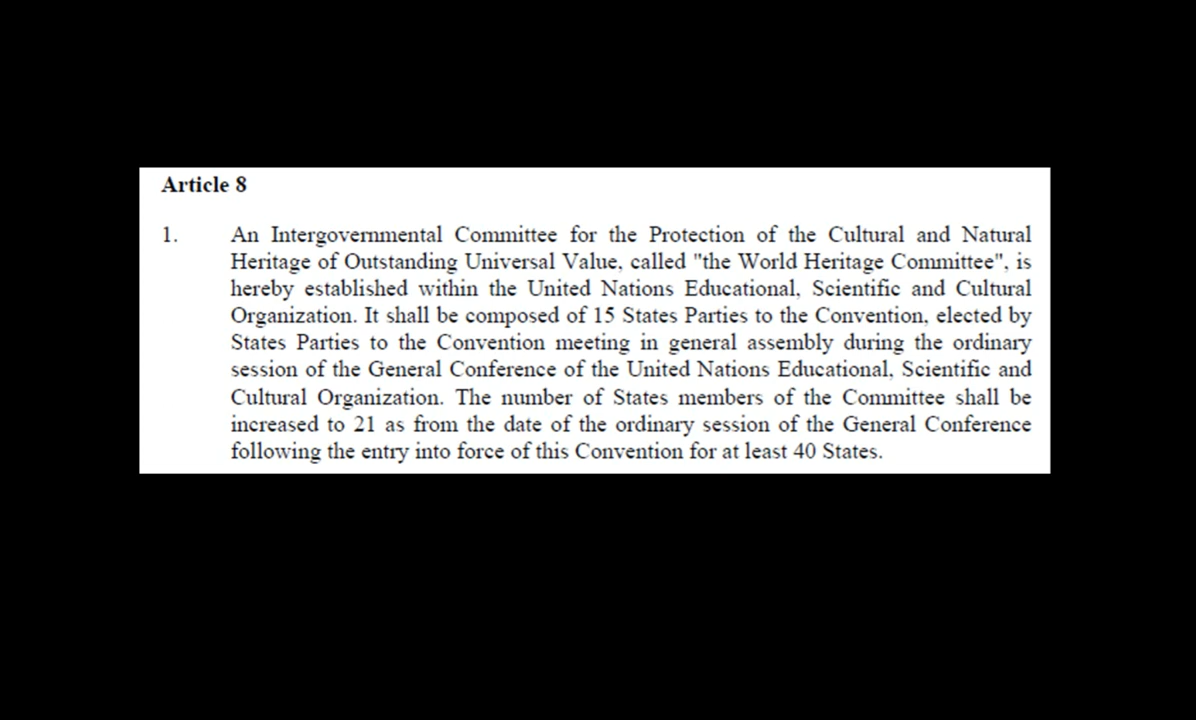 Article 8
1. An Intergovernmental Committee for the Protection of the Cultural and Natural
Heritage of Outstanding Universal Value, called "the World Heritage Committee", is
hereby established within the United Nations Educational, Scientific and Cultural
Organization. It shall be composed of 15 States Parties to the Convention, elected by
States Parties to the Convention meeting in general assembly during the ordinary
session of the General Conference of the United Nations Educational, Scientific and
Cultural Organization. The number of States members of the Committee shall be
increased to 21 as from the date of the ordinary session of the General Conference
following the entry into force of this Convention for at least 40 States.